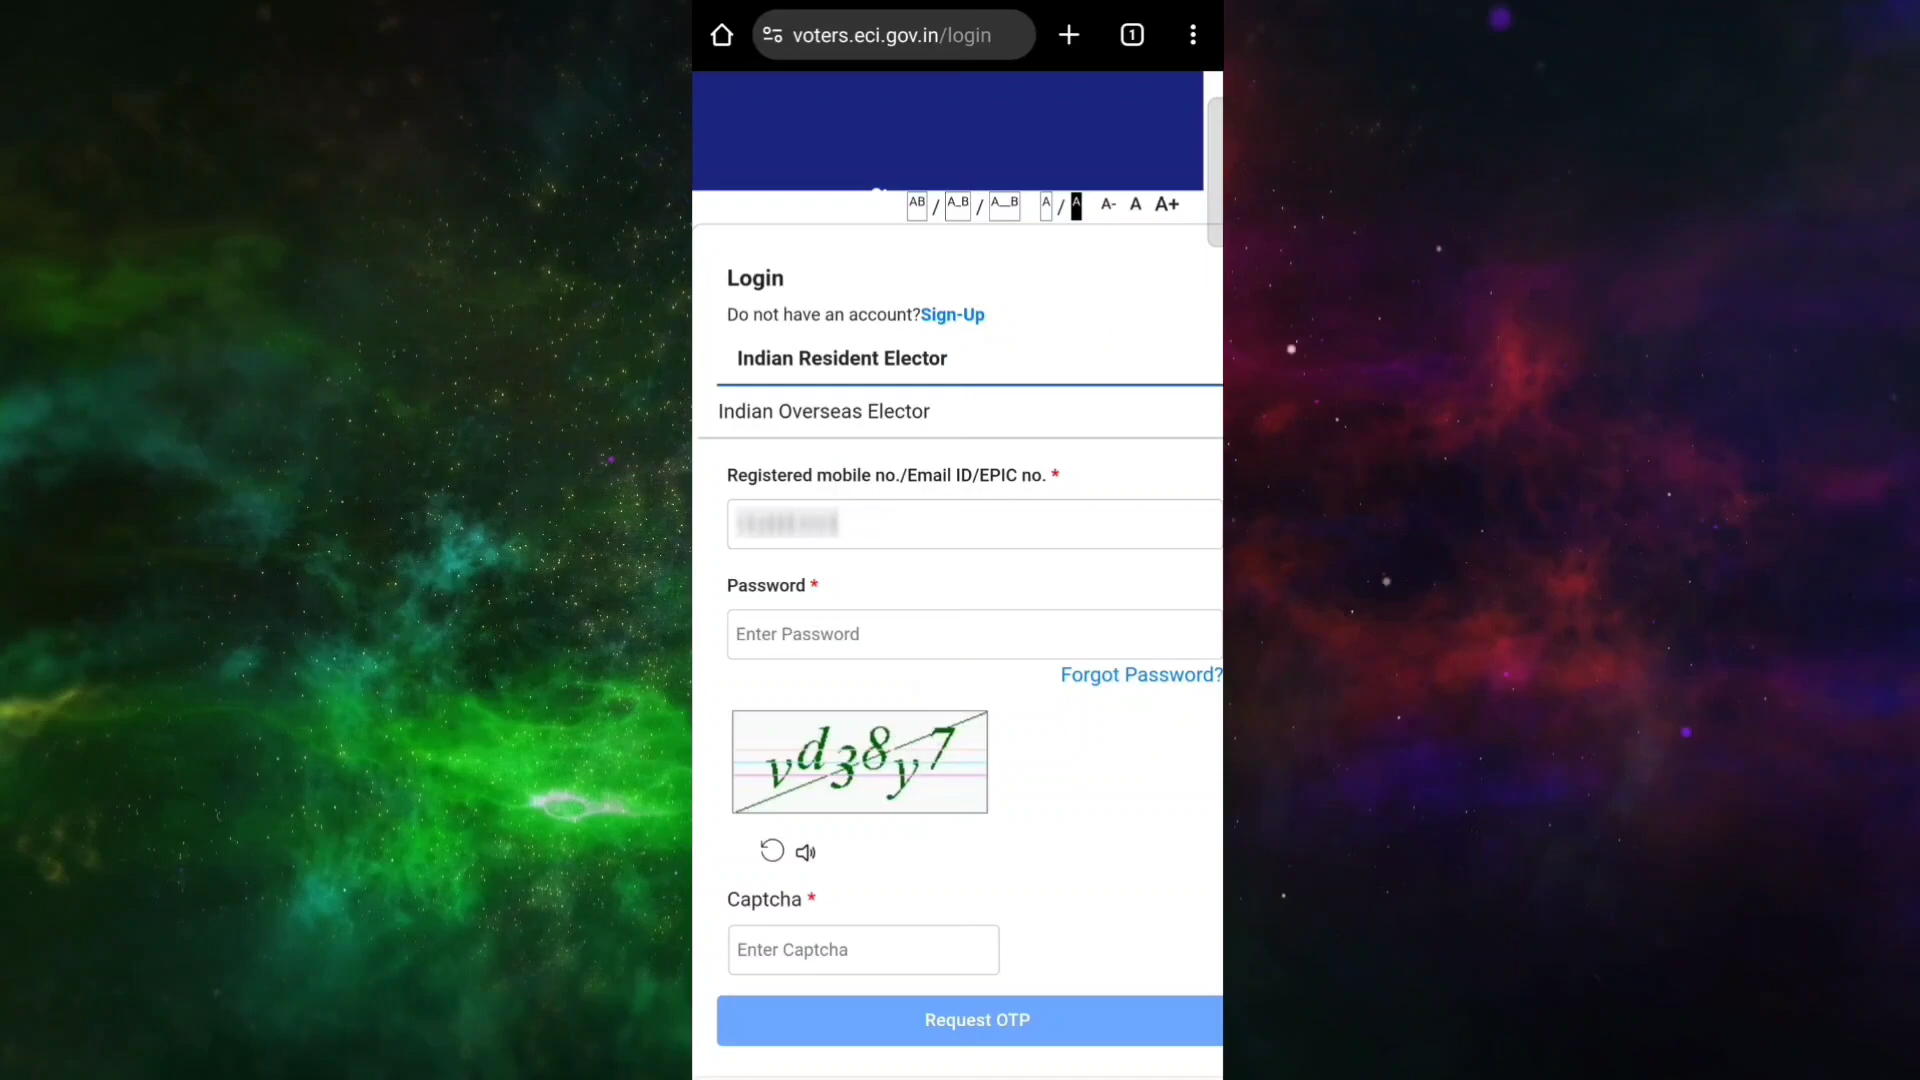 1
voters.eci.gov.in/login
AB / A_B / A__B A / A A- A A+
Login
Do not have an account?Sign-Up
Indian Resident Elector
Indian Overseas Elector
Registered mobile no./Email ID/EPIC no. *
Password *
Enter Password
Forgot Password?
vd38y7
Captcha *
Enter Captcha
Request OTP